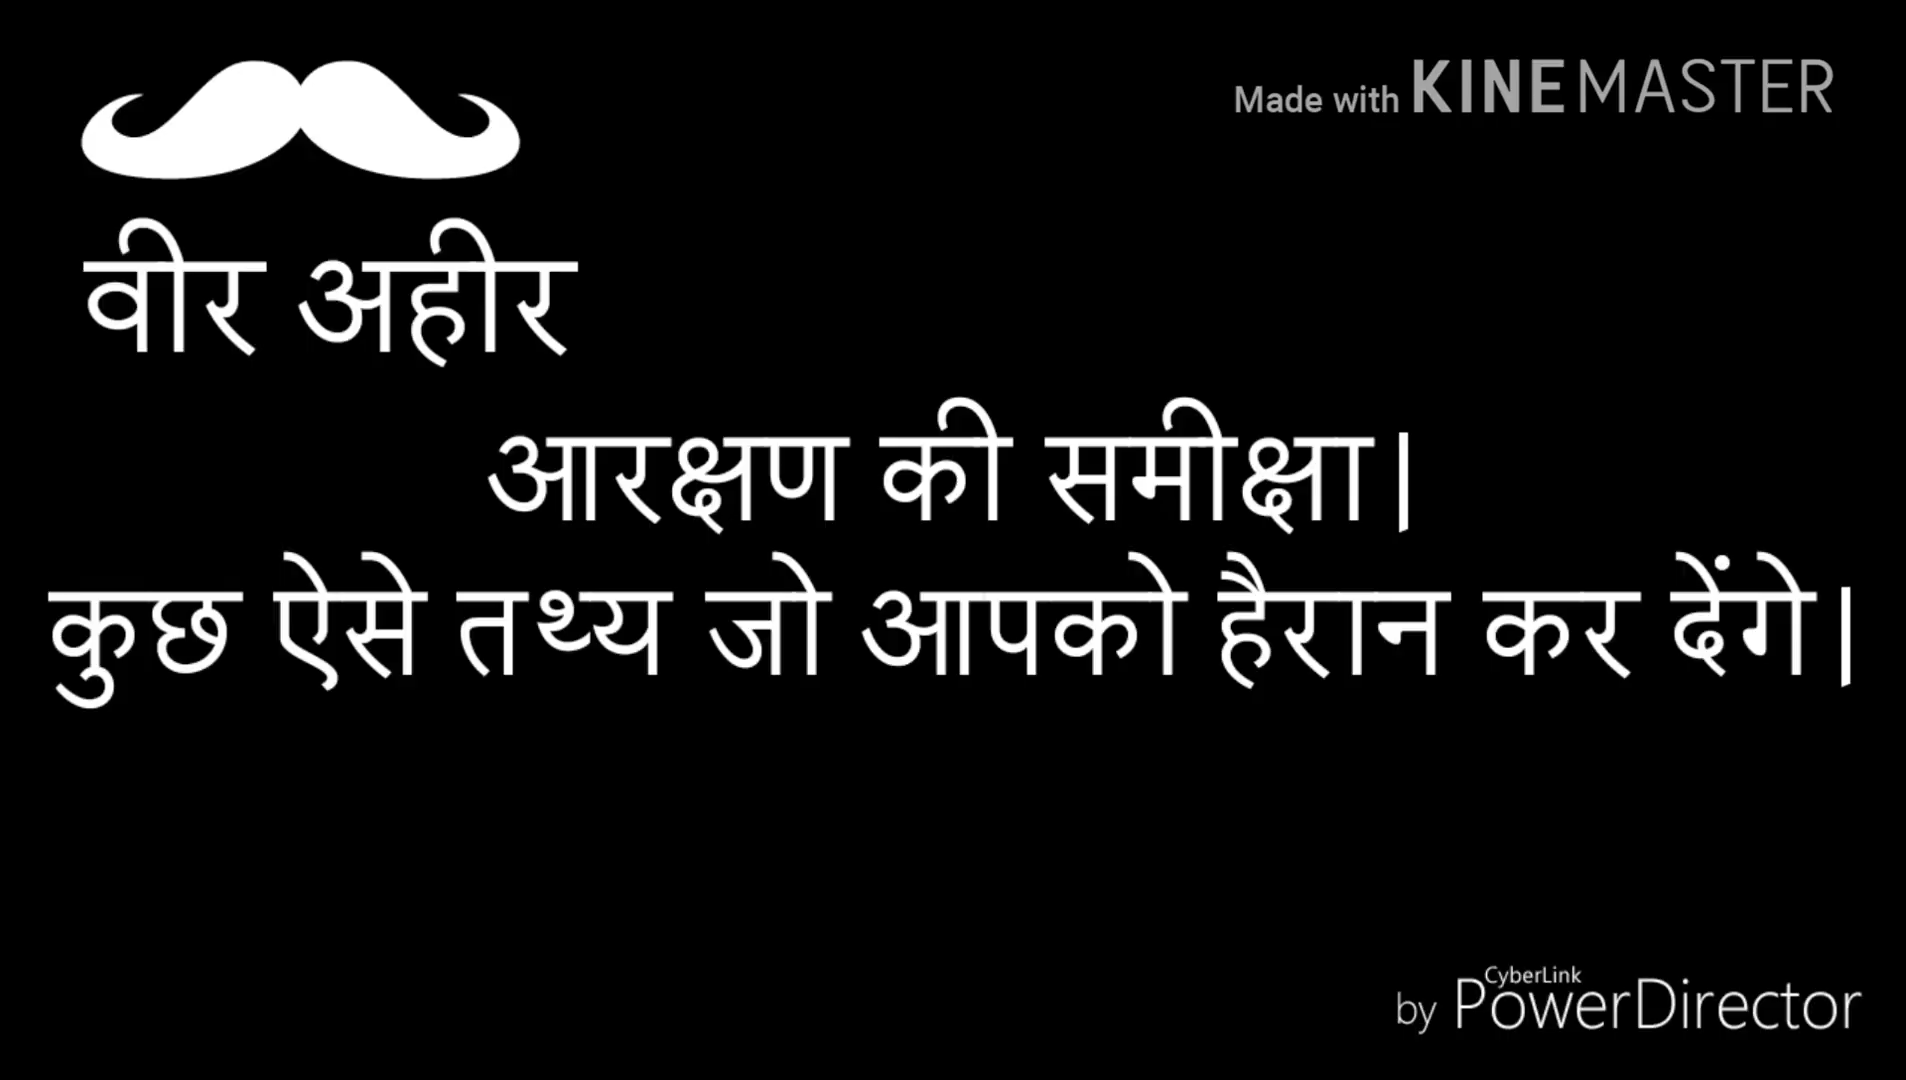 Made with KINEMASTER
वीर अहीर
आरक्षण की समीक्षा|
कुछ ऐसे तथ्य जो आपको हैरान कर देंगे|
CyberLink
by PowerDirector